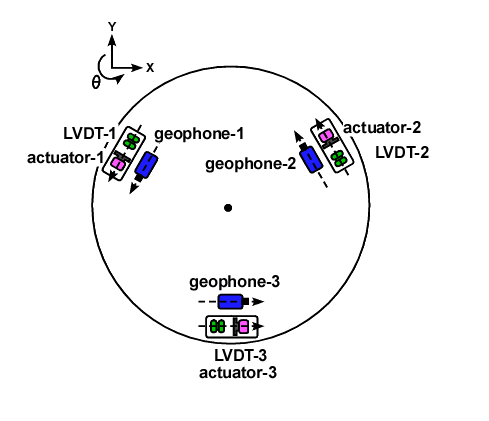 Y
X
θ
LVDT-1
geophone-1
actuator-1
actuator-2
LVDT-2
geophone-2
geophone-3
LVDT-3
actuator-3